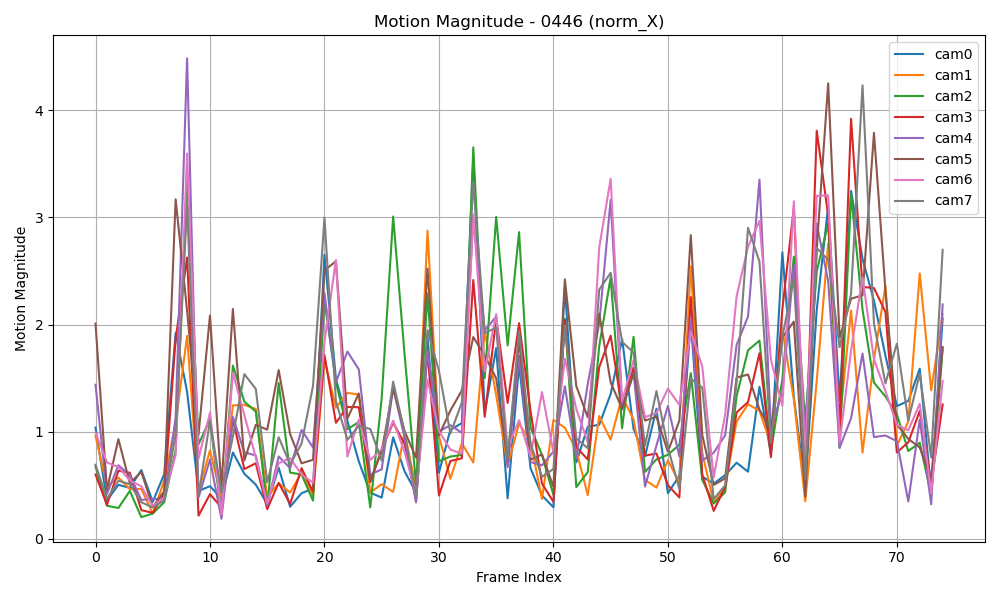 Motion Magnitude - 0446 (norm_X)
Motion Magnitude
4
3
2
1
0
0
10
20
30
40
50
60
70
Frame Index
cam0
cam1
cam2
cam3
cam4
cam5
cam6
cam7